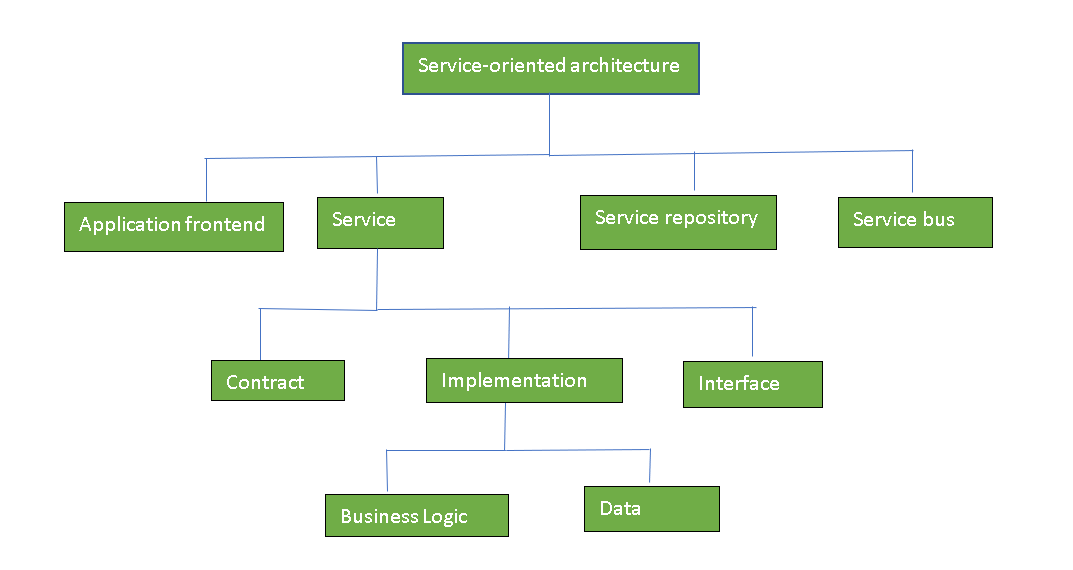 Service-oriented architecture
Application frontend
Service
Service repository
Service bus
Contract
Implementation
Interface
Business Logic
Data